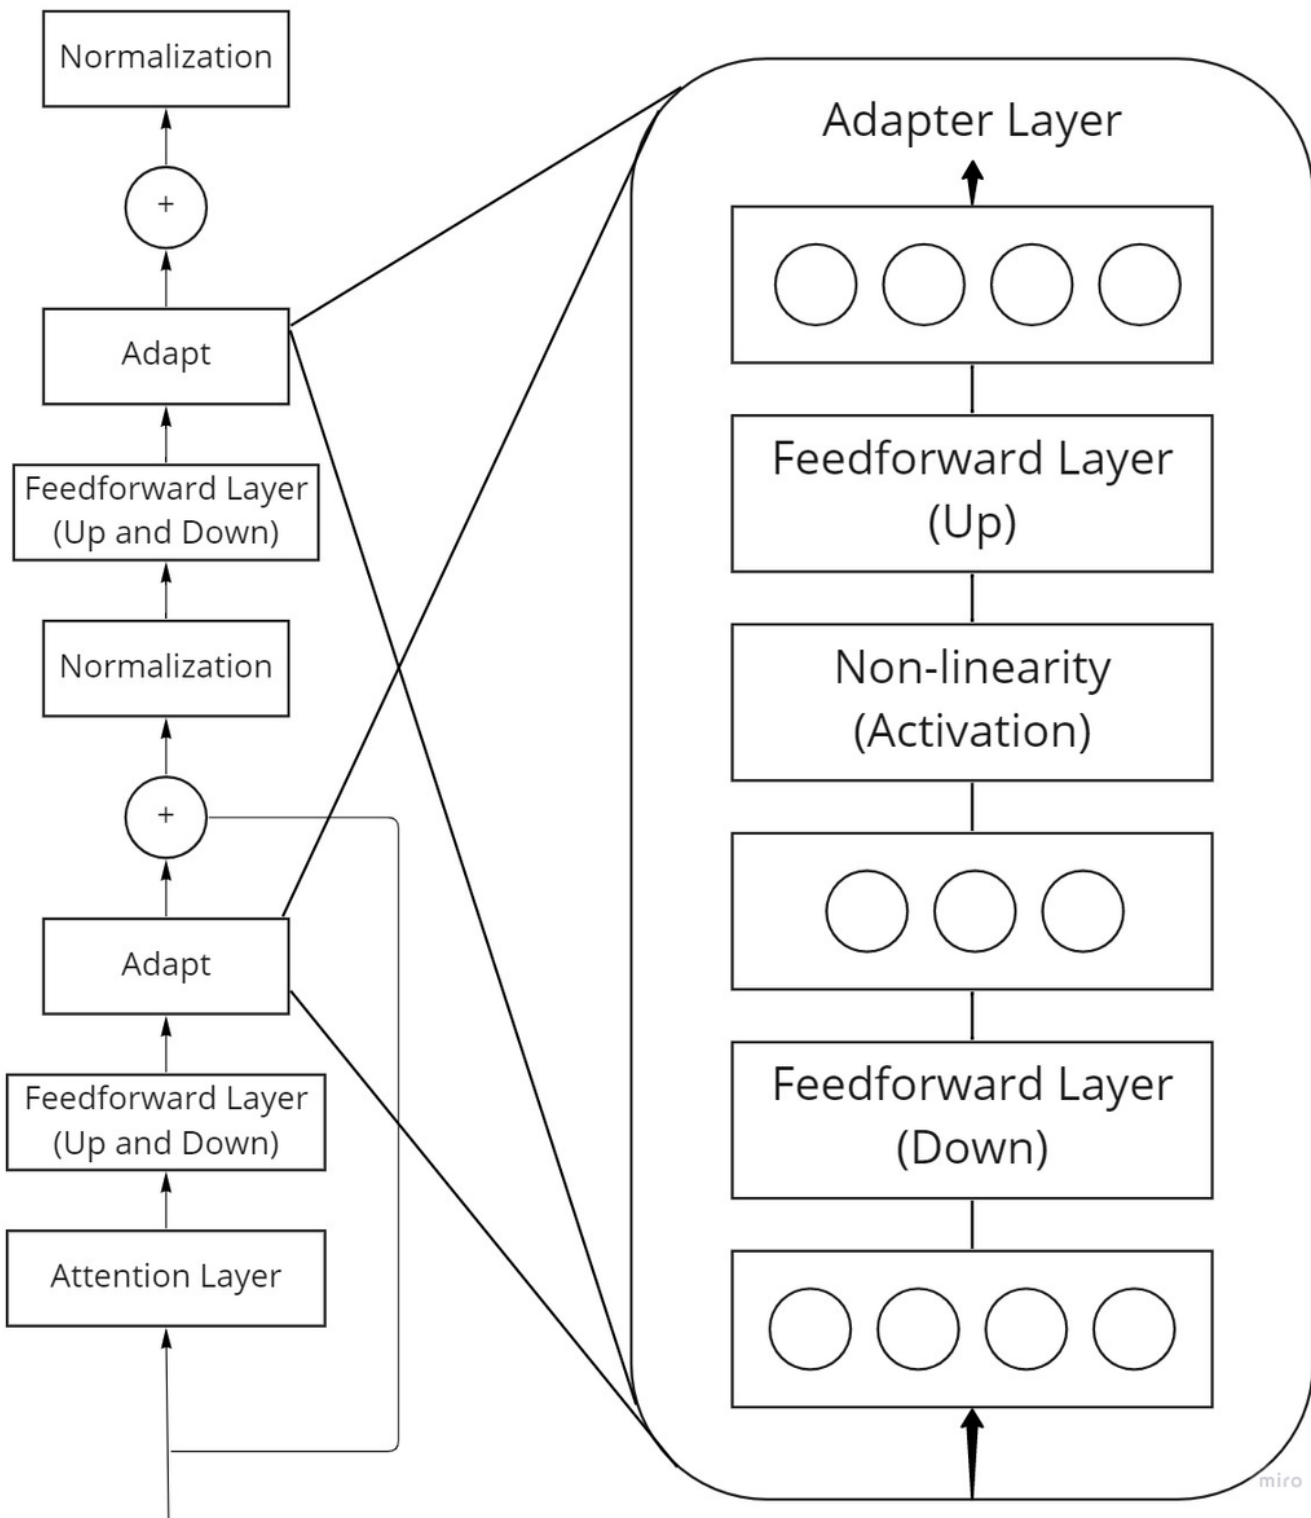 Normalization
+
Adapt
Feedforward Layer
(Up and Down)
Normalization
+
Adapt
Feedforward Layer
(Up and Down)
Attention Layer
Adapter Layer
Feedforward Layer
(Up)
Non-linearity
(Activation)
Feedforward Layer
(Down)
miro